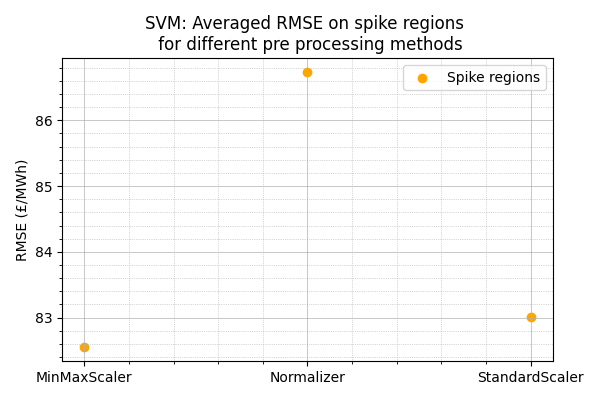 SVM: Averaged RMSE on spike regions
for different pre processing methods
Spike regions
RMSE (£/MWh)
86
85
84
83
MinMaxScaler
Normalizer
StandardScaler